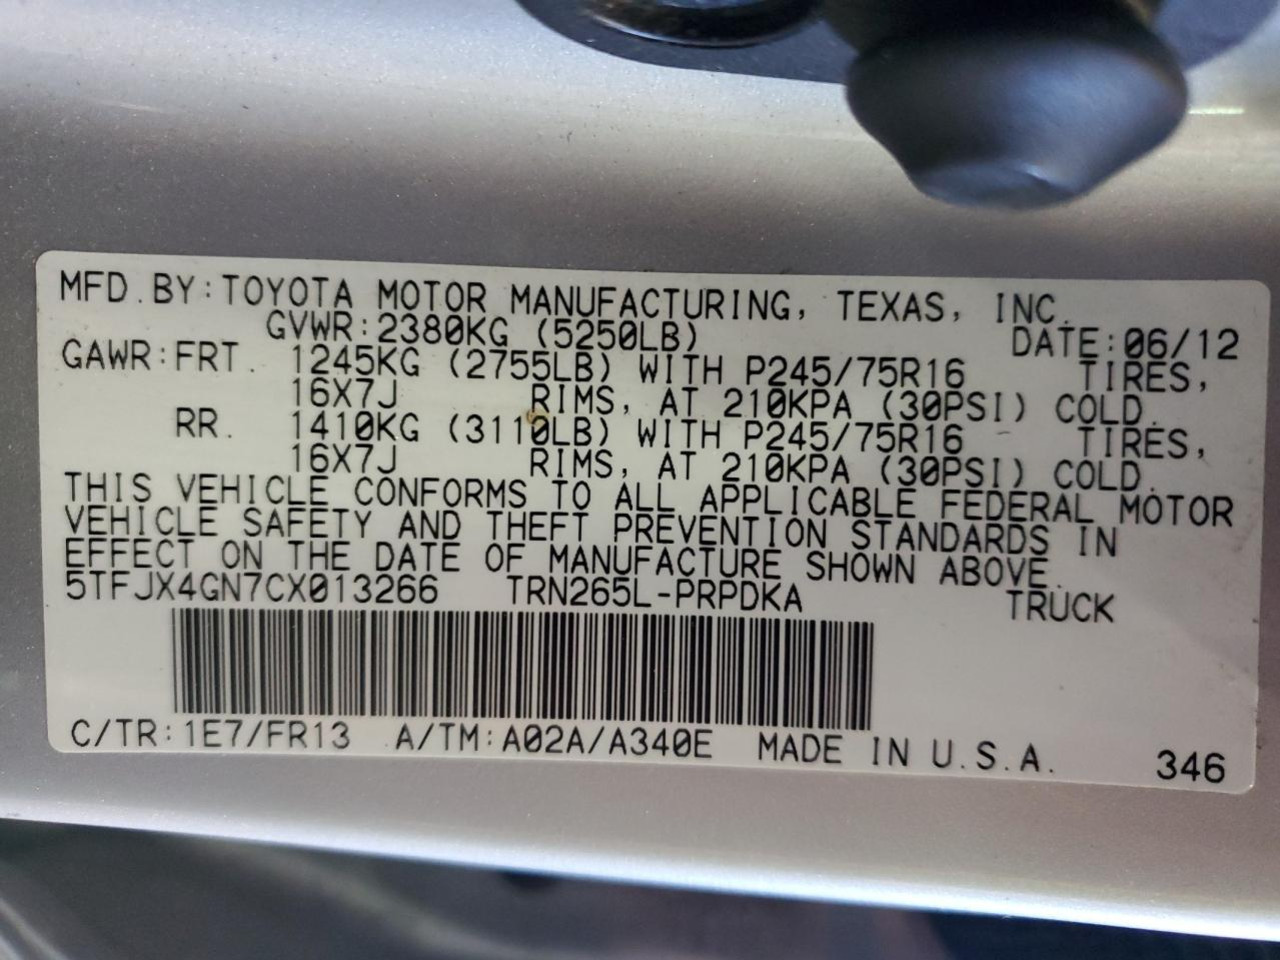 MFD. BY: TOYOTA MOTOR MANUFACTURING, TEXAS, INC.
GVWR: 2380KG (5250LB) DATE: 06/12
GAWR: FRT. 1245KG (2755LB) WITH P245/75R16 TIRES,
16X7J RIMS, AT 210KPA (30PSI) COLD.
RR. 1410KG (3110LB) WITH P245/75R16 TIRES,
16X7J RIMS, AT 210KPA (30PSI) COLD.
THIS VEHICLE CONFORMS TO ALL APPLICABLE FEDERAL MOTOR
VEHICLE SAFETY AND THEFT PREVENTION STANDARDS IN
EFFECT ON THE DATE OF MANUFACTURE SHOWN ABOVE.
5TFJX4GN7CX013266 TRN265L-PRPDKA TRUCK
C/TR: 1E7/FR13 A/TM: A02A/A340E MADE IN U.S.A. 346